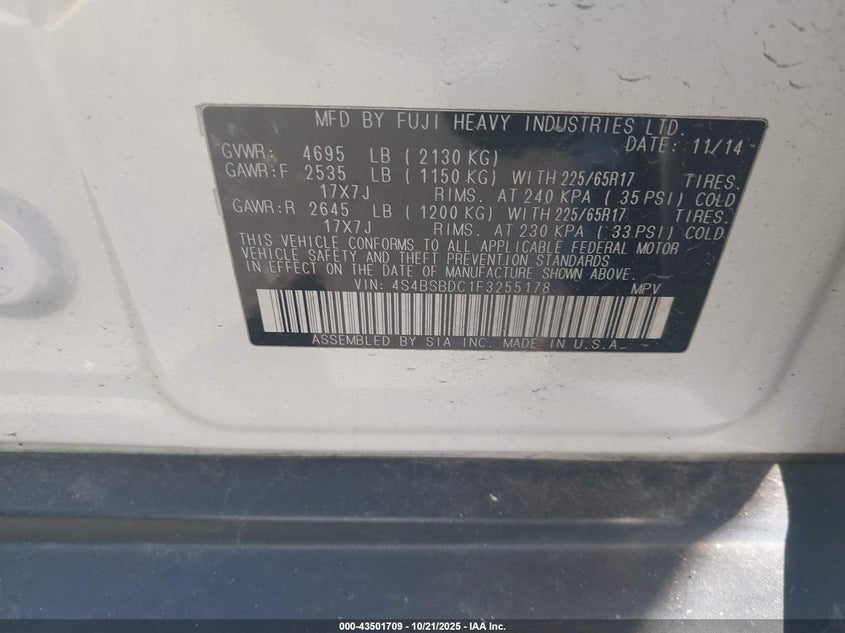 MFD BY FUJI HEAVY INDUSTRIES LTD.
DATE: 11/14
GVWR: 4695 LB ( 2130 KG)
GAWR:F 2535 LB ( 1150 KG) WITH 225/65R17 TIRES.
17X7J RIMS. AT 240 KPA ( 35 PSI) COLD
GAWR:R 2645 LB ( 1200 KG) WITH 225/65R17 TIRES.
17X7J RIMS. AT 230 KPA ( 33 PSI) COLD
THIS VEHICLE CONFORMS TO ALL APPLICABLE FEDERAL MOTOR
VEHICLE SAFETY AND THEFT PREVENTION STANDARDS
IN EFFECT ON THE DATE OF MANUFACTURE SHOWN ABOVE.
VIN: 4S4BSBDC1F3255178 MPV
ASSEMBLED BY SIA INC. MADE IN U.S.A.
000-43501709 - 10/21/2025 - IAA Inc.